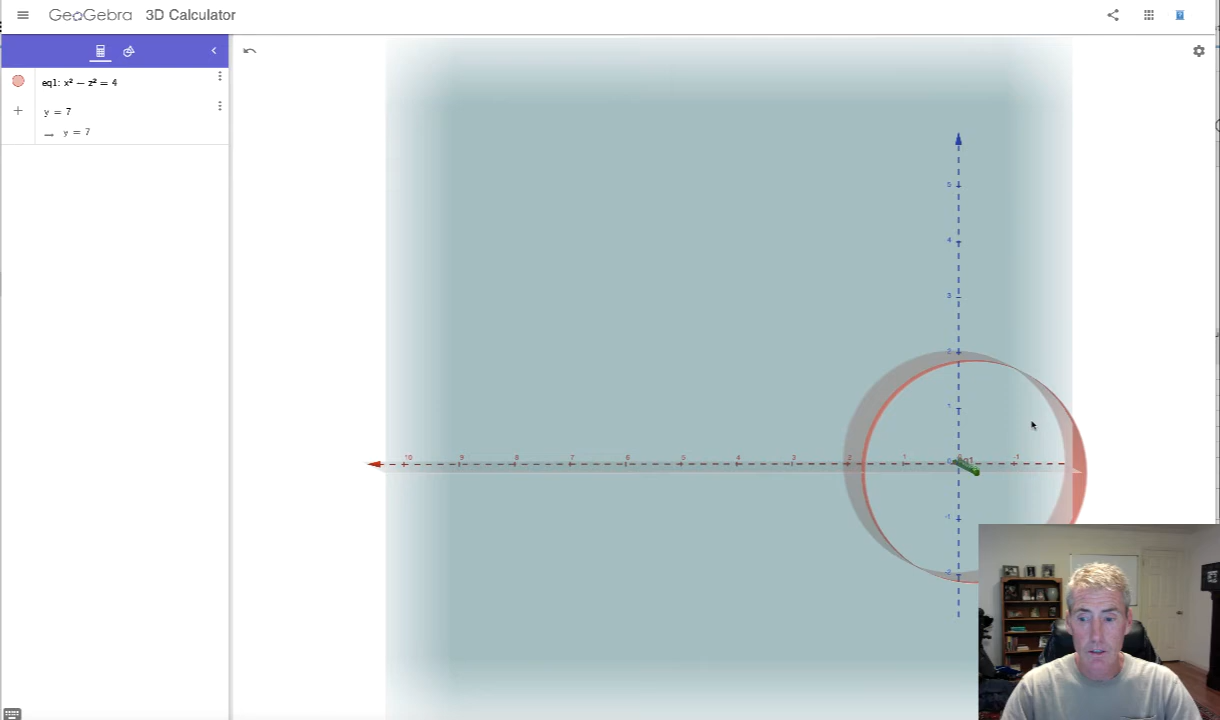 GeoGebra 3D Calculator
eq1: x² − z² = 4
y = 7
→ y = 7
5
4
3
2
1
10 9 8 7 6 5 4 3 2 1 0 -1
-1
-2